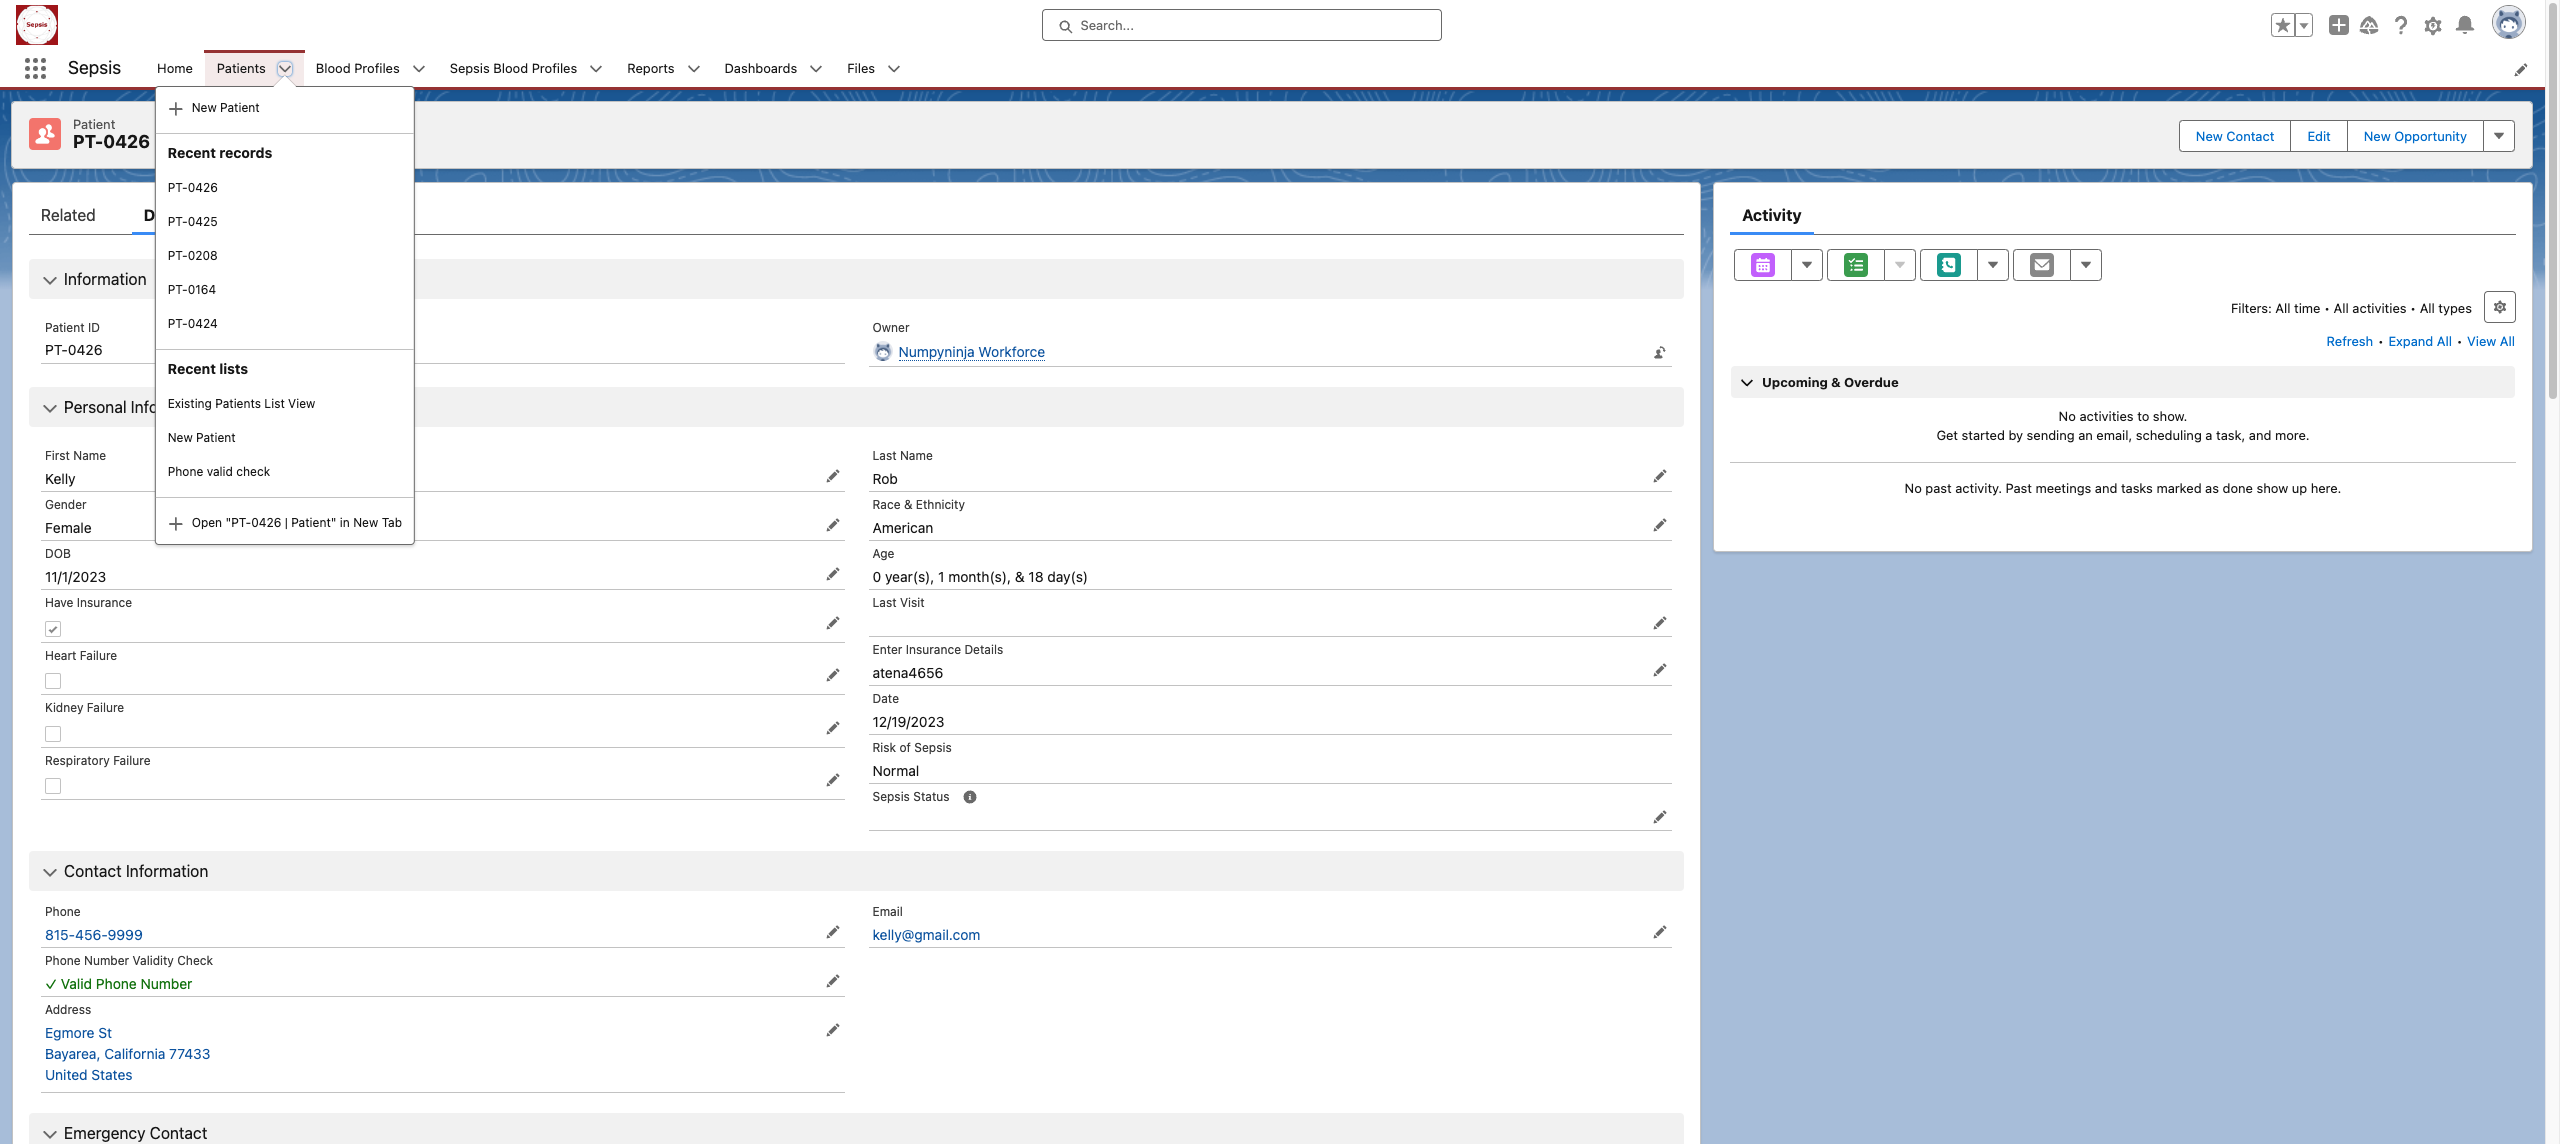 Sepsis
Search...
Sepsis
Home
Patients
Blood Profiles
Sepsis Blood Profiles
Reports
Dashboards
Files
New Patient
Recent records
PT-0426
PT-0425
PT-0208
PT-0164
PT-0424
Recent lists
Existing Patients List View
New Patient
Phone valid check
Open "PT-0426 | Patient" in New Tab
Patient
PT-0426
New Contact
Edit
New Opportunity
Related
D
Information
Patient ID
PT-0426
Owner
Numpyninja Workforce
Personal Info
First Name
Kelly
Last Name
Rob
Gender
Female
Race & Ethnicity
American
DOB
11/1/2023
Age
0 year(s), 1 month(s), & 18 day(s)
Have Insurance
Last Visit
Heart Failure
Enter Insurance Details
atena4656
Kidney Failure
Date
12/19/2023
Respiratory Failure
Risk of Sepsis
Normal
Sepsis Status
Contact Information
Phone
815-456-9999
Email
kelly@gmail.com
Phone Number Validity Check
✓ Valid Phone Number
Address
Egmore St
Bayarea, California 77433
United States
Emergency Contact
Activity
Filters: All time • All activities • All types
Refresh • Expand All • View All
Upcoming & Overdue
No activities to show.
Get started by sending an email, scheduling a task, and more.
No past activity. Past meetings and tasks marked as done show up here.